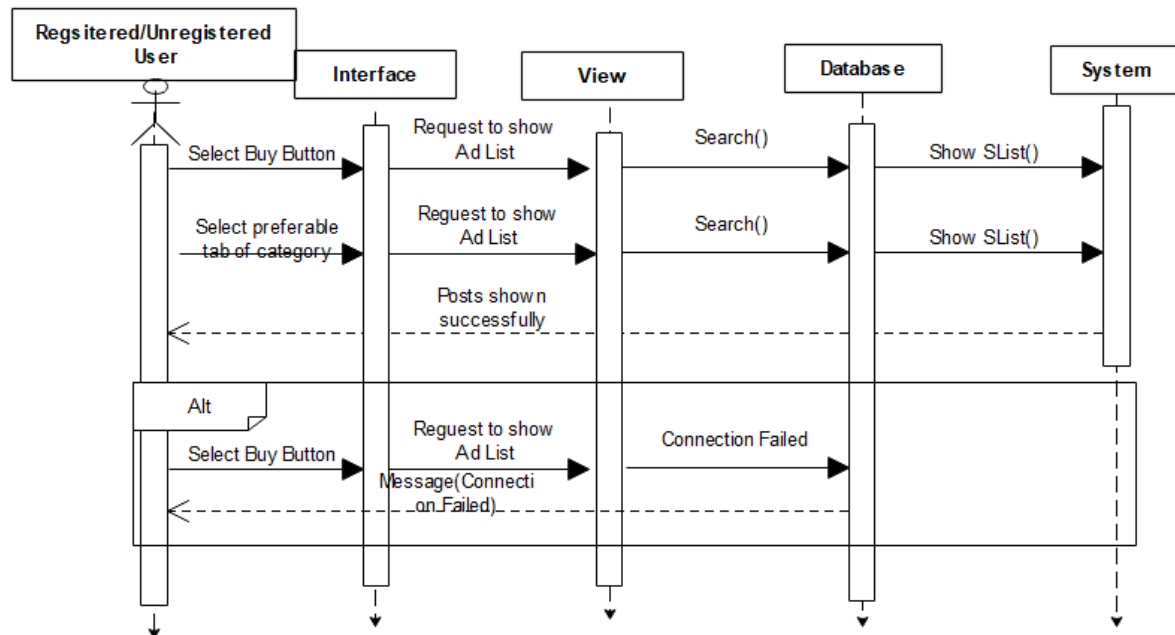 Regsitered/Unregistered
User
Interface
View
Database
System
Select Buy Button
Request to show
Ad List
Search()
Show SList()
Select preferable
tab of category
Reguest to show
Ad List
Search()
Show SList()
Posts shown
successfully
Alt
Select Buy Button
Reguest to show
Ad List
Connection Failed
Message(Connecti
on Failed)